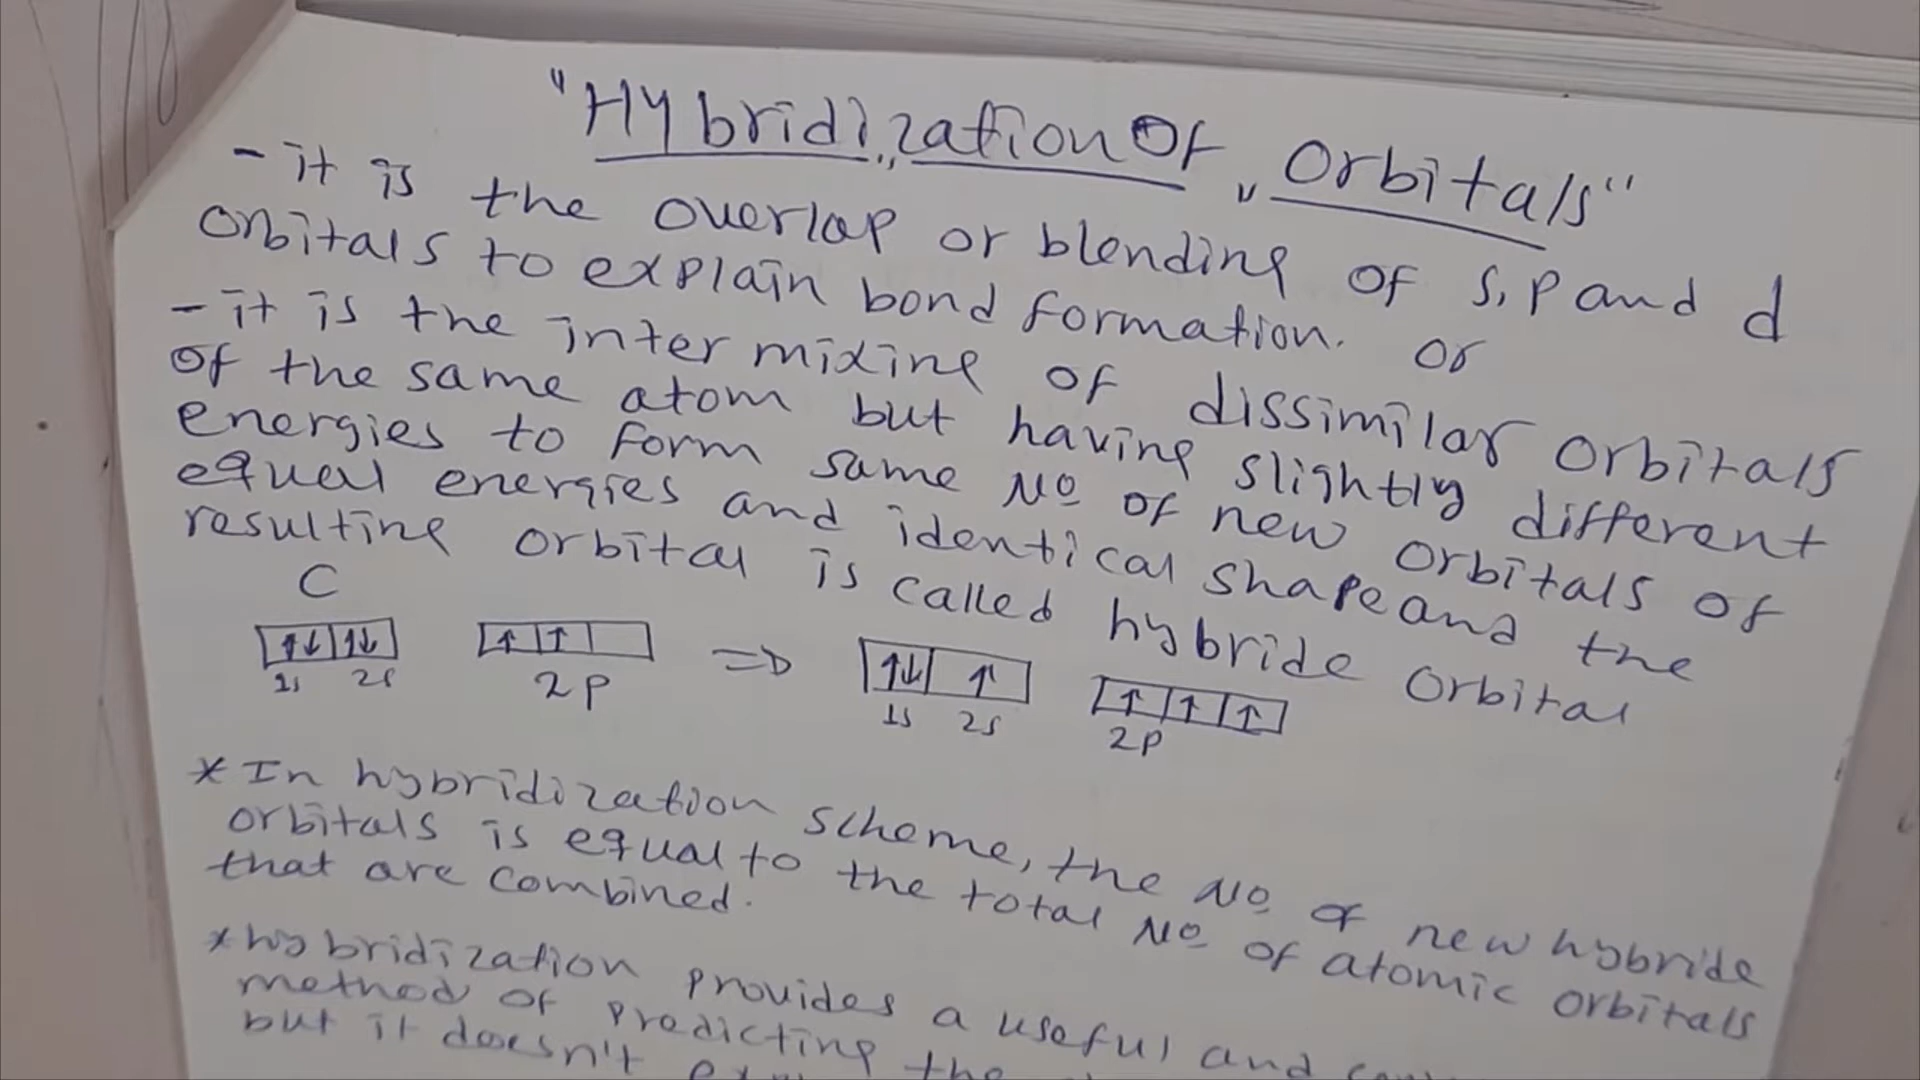 "Hybridization Of Orbitals"
- it is the overlap or blending of s, p and d
orbitals to explain bond formation. or
- it is the inter mixing of dissimilar orbitals
of the same atom but having slightly different
energies to form same No of new orbitals of
equal energies and identical shape and the
resulting orbital is called hybride orbital
C
↑↓ ↑↓ ↑ ↑ => ↑↓ ↑ ↑ ↑ ↑
1s 2s 2p 1s 2s 2p
* In hybridization scheme, the No of new hybride
orbitals is equal to the total No of atomic orbitals
that are combined.
* hybridization provides a useful and
method of predicting the
but it doesn't